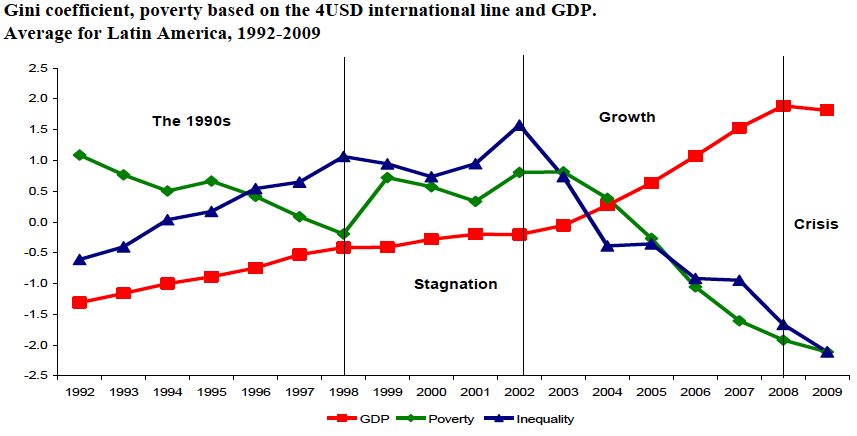 Gini coefficient, poverty based on the 4USD international line and GDP.
Average for Latin America, 1992-2009
2.5
2.0
1.5
1.0
0.5
0.0
-0.5
-1.0
-1.5
-2.0
-2.5
The 1990s
Growth
Crisis
Stagnation
1992 1993 1994 1995 1996 1997 1998 1999 2000 2001 2002 2003 2004 2005 2006 2007 2008 2009
GDP Poverty Inequality